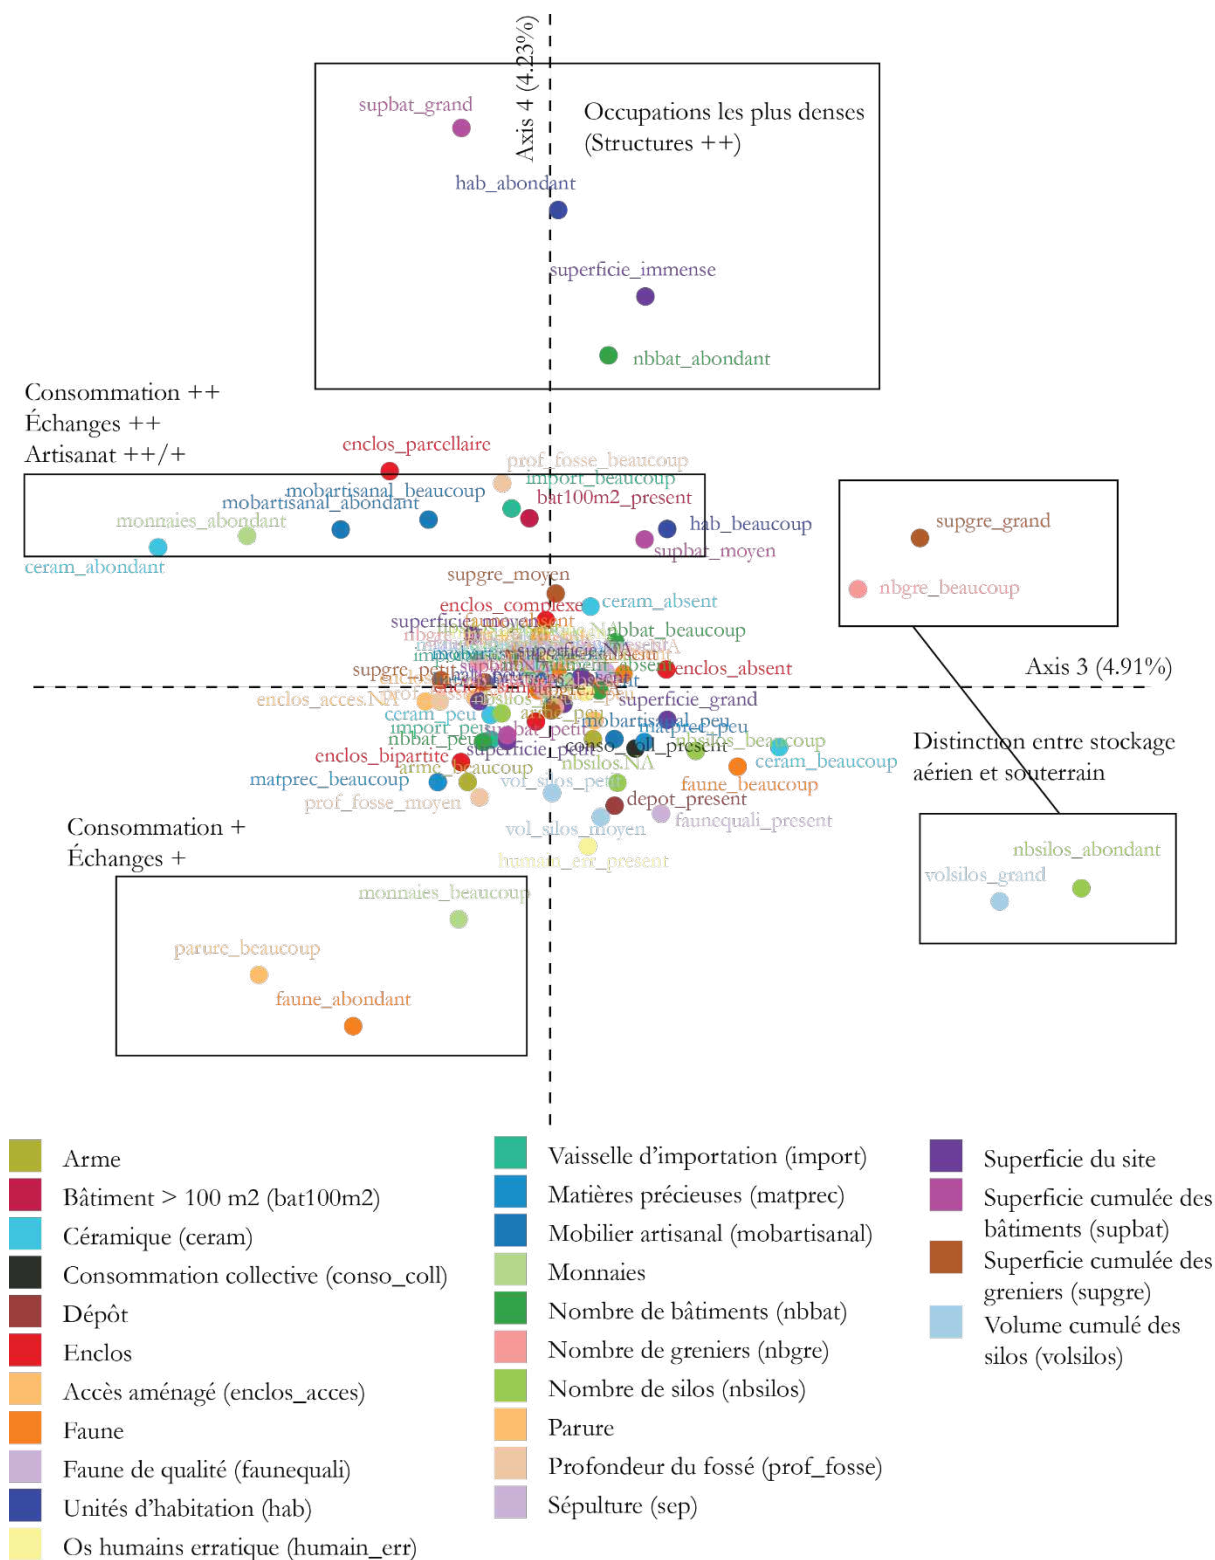 Axis 4 (4.23%)
supbat_grand
Occupations les plus denses
(Structures ++)
hab_abondant
superficie_immense
nbbat_abondant
Consommation ++
Échanges ++
Artisanat ++/+
enclos_parcellaire
prof_fosse_beaucoup
import_beaucoup
mobartisanal_beaucoup
bat100m2_present
mobartisanal_abondant
monnaies_abondant
hab_beaucoup
supgre_grand
supbat_moyen
ceram_abondant
supgre_moyen
nbgre_beaucoup
enclos_complexe
ceram_absent
superficie_moyen
nbbat_beaucoup
superficie.NA
supgre_petit
enclos_absent
Axis 3 (4.91%)
enclos_acces.NA
superficie_grand
ceram_peu
arme_peu
mobartisanal_peu
import_peu
supbat_petit
matprec_peu
nbbat_peu
superficie_petit
conso_coll_present
nbsilos_beaucoup
Distinction entre stockage
aérien et souterrain
enclos_bipartite
arme_beaucoup
nbsilos.NA
ceram_beaucoup
matprec_beaucoup
vol_silos_petit
faune_beaucoup
prof_fosse_moyen
depot_present
faunequali_present
vol_silos_moyen
Consommation +
Échanges +
humain_err_present
nbsilos_abondant
volsilos_grand
monnaies_beaucoup
parure_beaucoup
faune_abondant
Arme
Bâtiment > 100 m2 (bat100m2)
Céramique (ceram)
Consommation collective (conso_coll)
Dépôt
Enclos
Accès aménagé (enclos_acces)
Faune
Faune de qualité (faunequali)
Unités d'habitation (hab)
Os humains erratique (humain_err)
Vaisselle d'importation (import)
Matières précieuses (matprec)
Mobilier artisanal (mobartisanal)
Monnaies
Nombre de bâtiments (nbbat)
Nombre de greniers (nbgre)
Nombre de silos (nbsilos)
Parure
Profondeur du fossé (prof_fosse)
Sépulture (sep)
Superficie du site
Superficie cumulée des
bâtiments (supbat)
Superficie cumulée des
greniers (supgre)
Volume cumulé des
silos (volsilos)